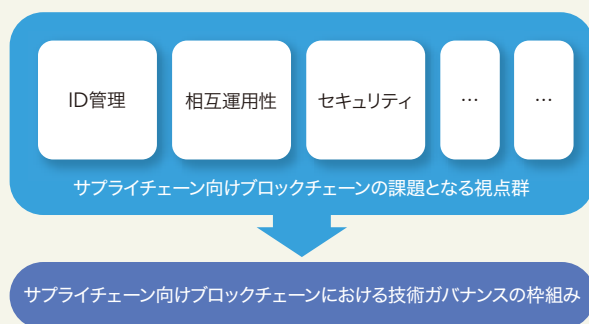 ID管理
相互運用性
セキュリティ
…
…
サプライチェーン向けブロックチェーンの課題となる視点群
サプライチェーン向けブロックチェーンにおける技術ガバナンスの枠組み